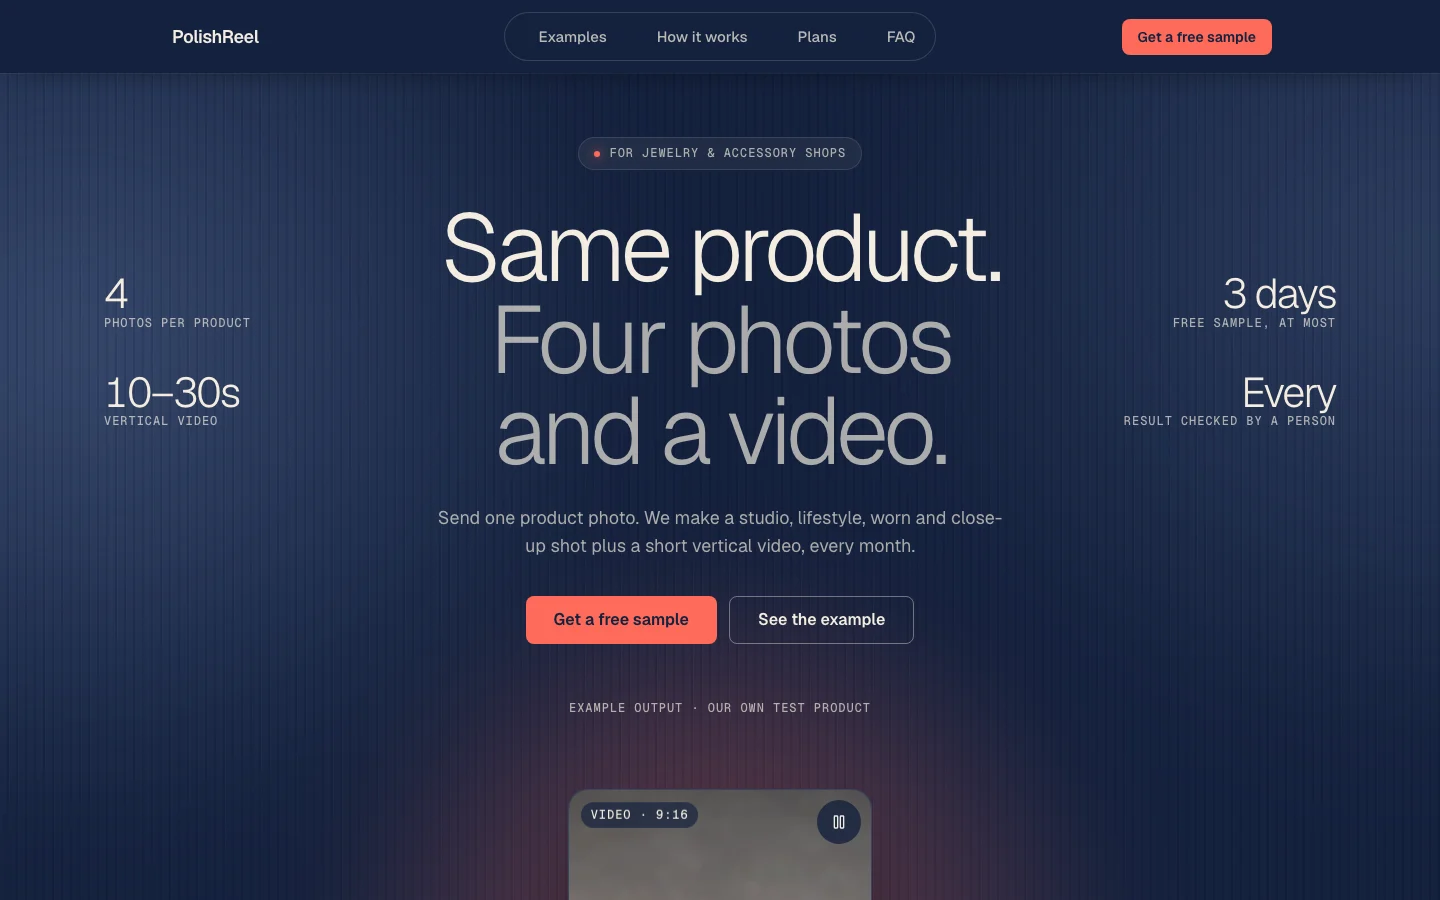 PolishReel
Examples
How it works
Plans
FAQ
Get a free sample
FOR JEWELRY & ACCESSORY SHOPS
Same product.
Four photos
and a video.
4
PHOTOS PER PRODUCT
10–30s
VERTICAL VIDEO
3 days
FREE SAMPLE, AT MOST
Every
RESULT CHECKED BY A PERSON
Send one product photo. We make a studio, lifestyle, worn and close-
up shot plus a short vertical video, every month.
Get a free sample
See the example
EXAMPLE OUTPUT · OUR OWN TEST PRODUCT
VIDEO · 9:16